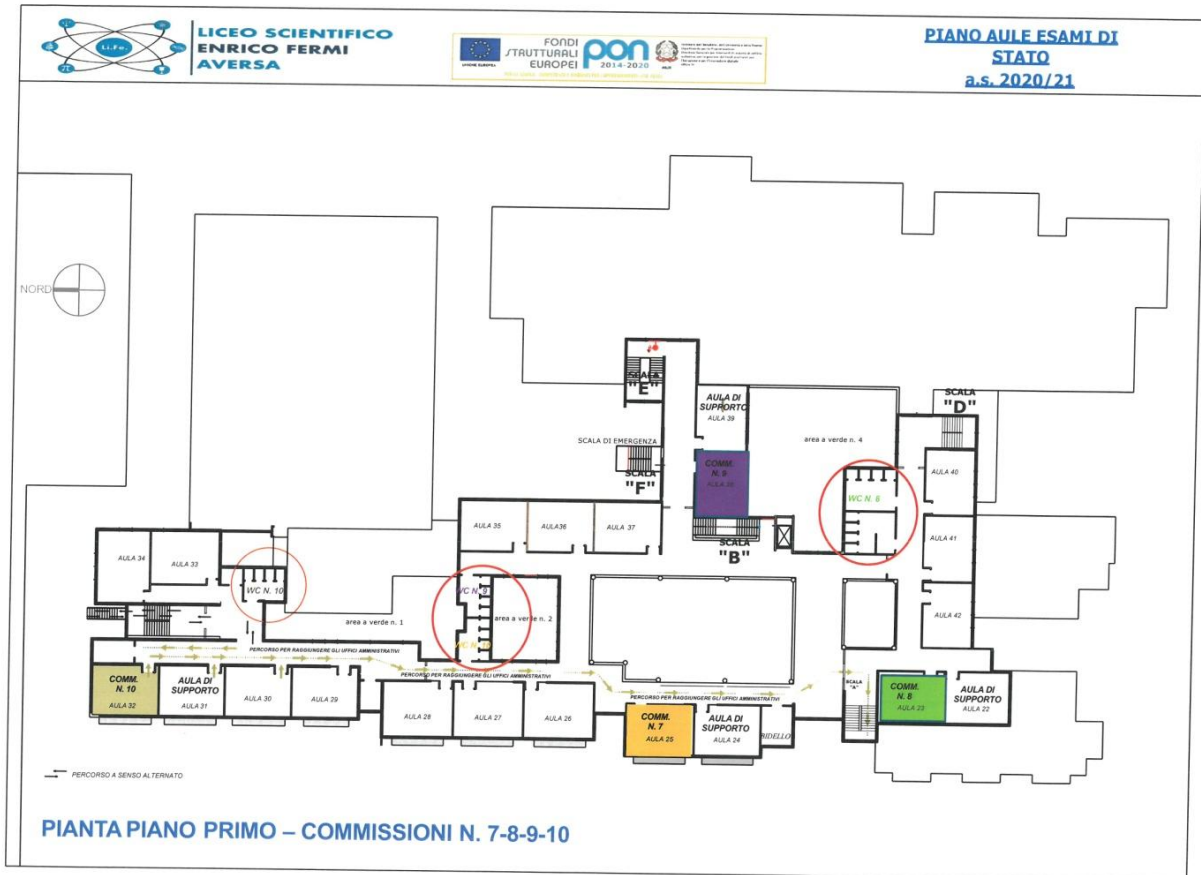 LICEO SCIENTIFICO
ENRICO FERMI
AVERSA
Li.Fe.
UNIONE EUROPEA
FONDI
STRUTTURALI
EUROPEI
pon
2014-2020
PIANO AULE ESAMI DI
STATO
a.s. 2020/21
NORD
SCALA
"E"
AULA DI
SUPPORTO
AULA 39
SCALA
"D"
SCALA DI EMERGENZA
area a verde n. 4
SCALA
"F"
COMM.
N. 9
AULA 40
AULA 35
AULA36
AULA 37
SCALA
"B"
AULA 41
AULA 34
AULA 33
WC N. 10
WC N. 9
area a verde n. 1
area a verde n. 2
AULA 42
PERCORSO PER RAGGIUNGERE GLI UFFICI AMMINISTRATIVI
PERCORSO PER RAGGIUNGERE GLI UFFICI AMMINISTRATIVI
PERCORSO PER RAGGIUNGERE GLI UFFICI AMMINISTRATIVI
COMM.
N. 10
AULA 32
AULA DI
SUPPORTO
AULA 31
AULA 30
AULA 29
AULA 28
AULA 27
AULA 26
COMM.
N. 7
AULA 25
AULA DI
SUPPORTO
AULA 24
BIDELLO
SCALA
"A"
COMM.
N. 8
AULA 23
AULA DI
SUPPORTO
AULA 22
PERCORSO A SENSO ALTERNATO
PIANTA PIANO PRIMO – COMMISSIONI N. 7-8-9-10